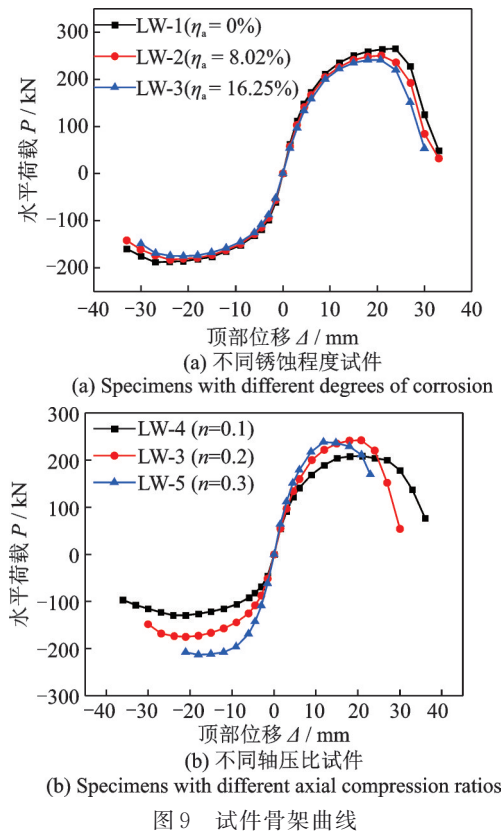 300
200
100
0
−100
−200
水平荷载 P / kN
LW-1(ηa = 0%)
LW-2(ηa = 8.02%)
LW-3(ηa = 16.25%)
−40 −30 −20 −10 0 10 20 30 40
顶部位移 Δ / mm
(a) 不同锈蚀程度试件
(a) Specimens with different degrees of corrosion
300
200
100
0
−100
−200
−300
水平荷载 P / kN
LW-4 (n=0.1)
LW-3 (n=0.2)
LW-5 (n=0.3)
−40 −20 0 20 40
顶部位移 Δ / mm
(b) 不同轴压比试件
(b) Specimens with different axial compression ratios
图 9 试件骨架曲线